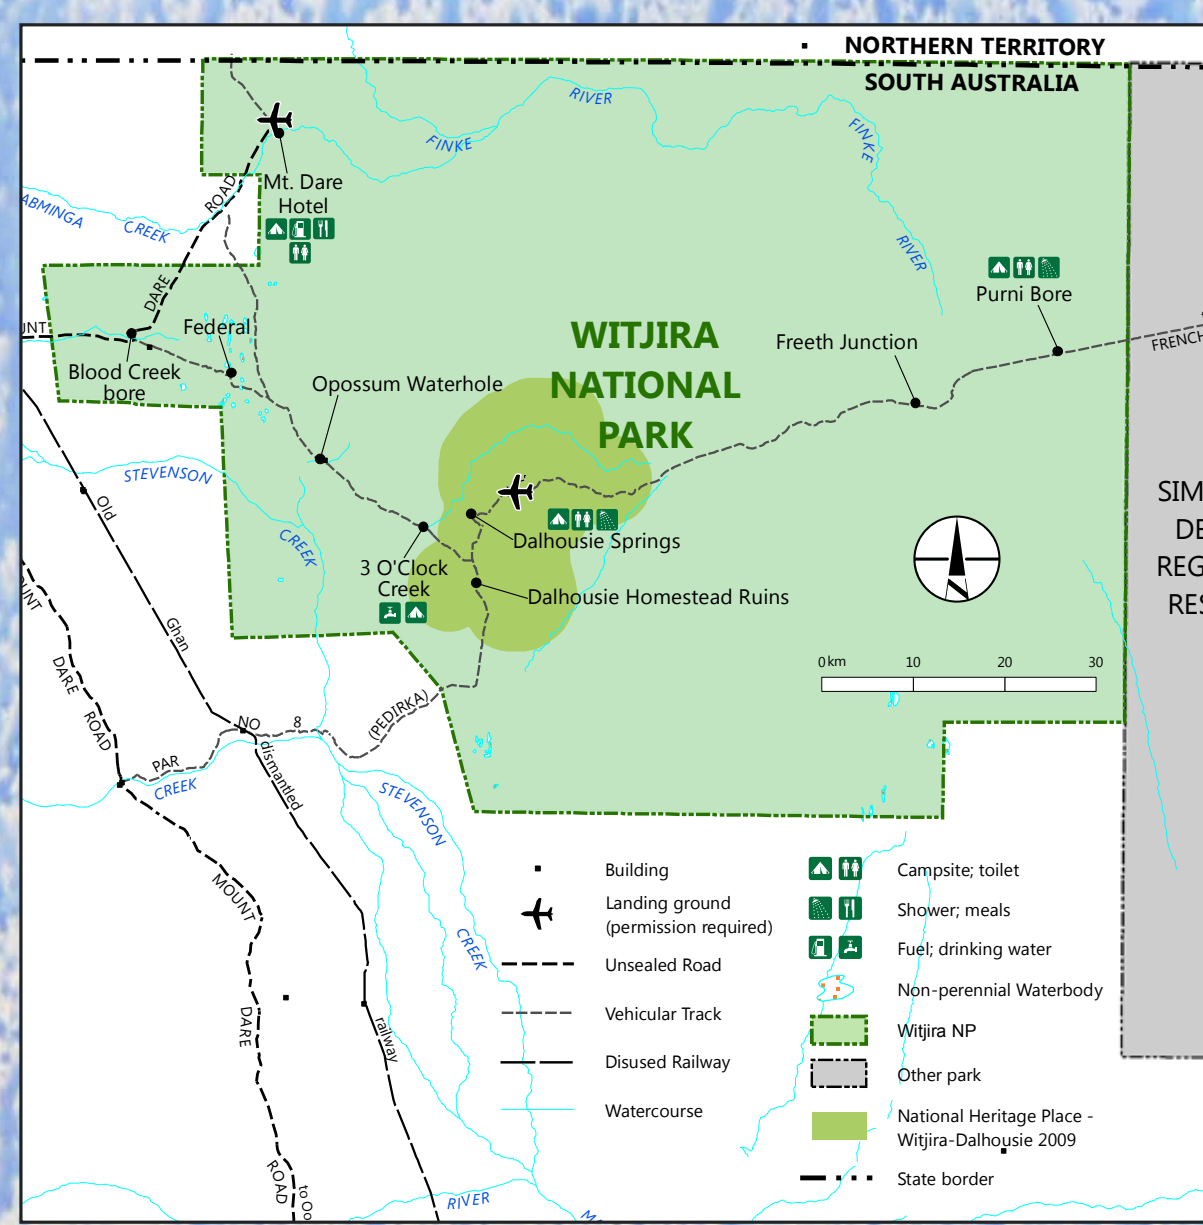 NORTHERN TERRITORY
SOUTH AUSTRALIA
RIVER
FINKE
FINKE
RIVER
Mt. Dare
Hotel
ROAD
ABMINGA
CREEK
DARE
Purni Bore
Federal
WITJIRA
NATIONAL
PARK
Freeth Junction
FRENCH
Blood Creek
bore
Opossum Waterhole
STEVENSON
CREEK
Old
Dalhousie Springs
3 O'Clock
Creek
Dalhousie Homestead Ruins
Ghan
DARE
ROAD
0 km
10
20
30
(PEDIRKA)
NO
8
PAR
CREEK
dismantled
STEVENSON
CREEK
MOUNT
DARE
ROAD
railway
RIVER
Building
Landing ground
(permission required)
Unsealed Road
Vehicular Track
Disused Railway
Watercourse
Campsite; toilet
Shower; meals
Fuel; drinking water
Non-perennial Waterbody
Witjira NP
Other park
National Heritage Place -
Witjira-Dalhousie 2009
State border